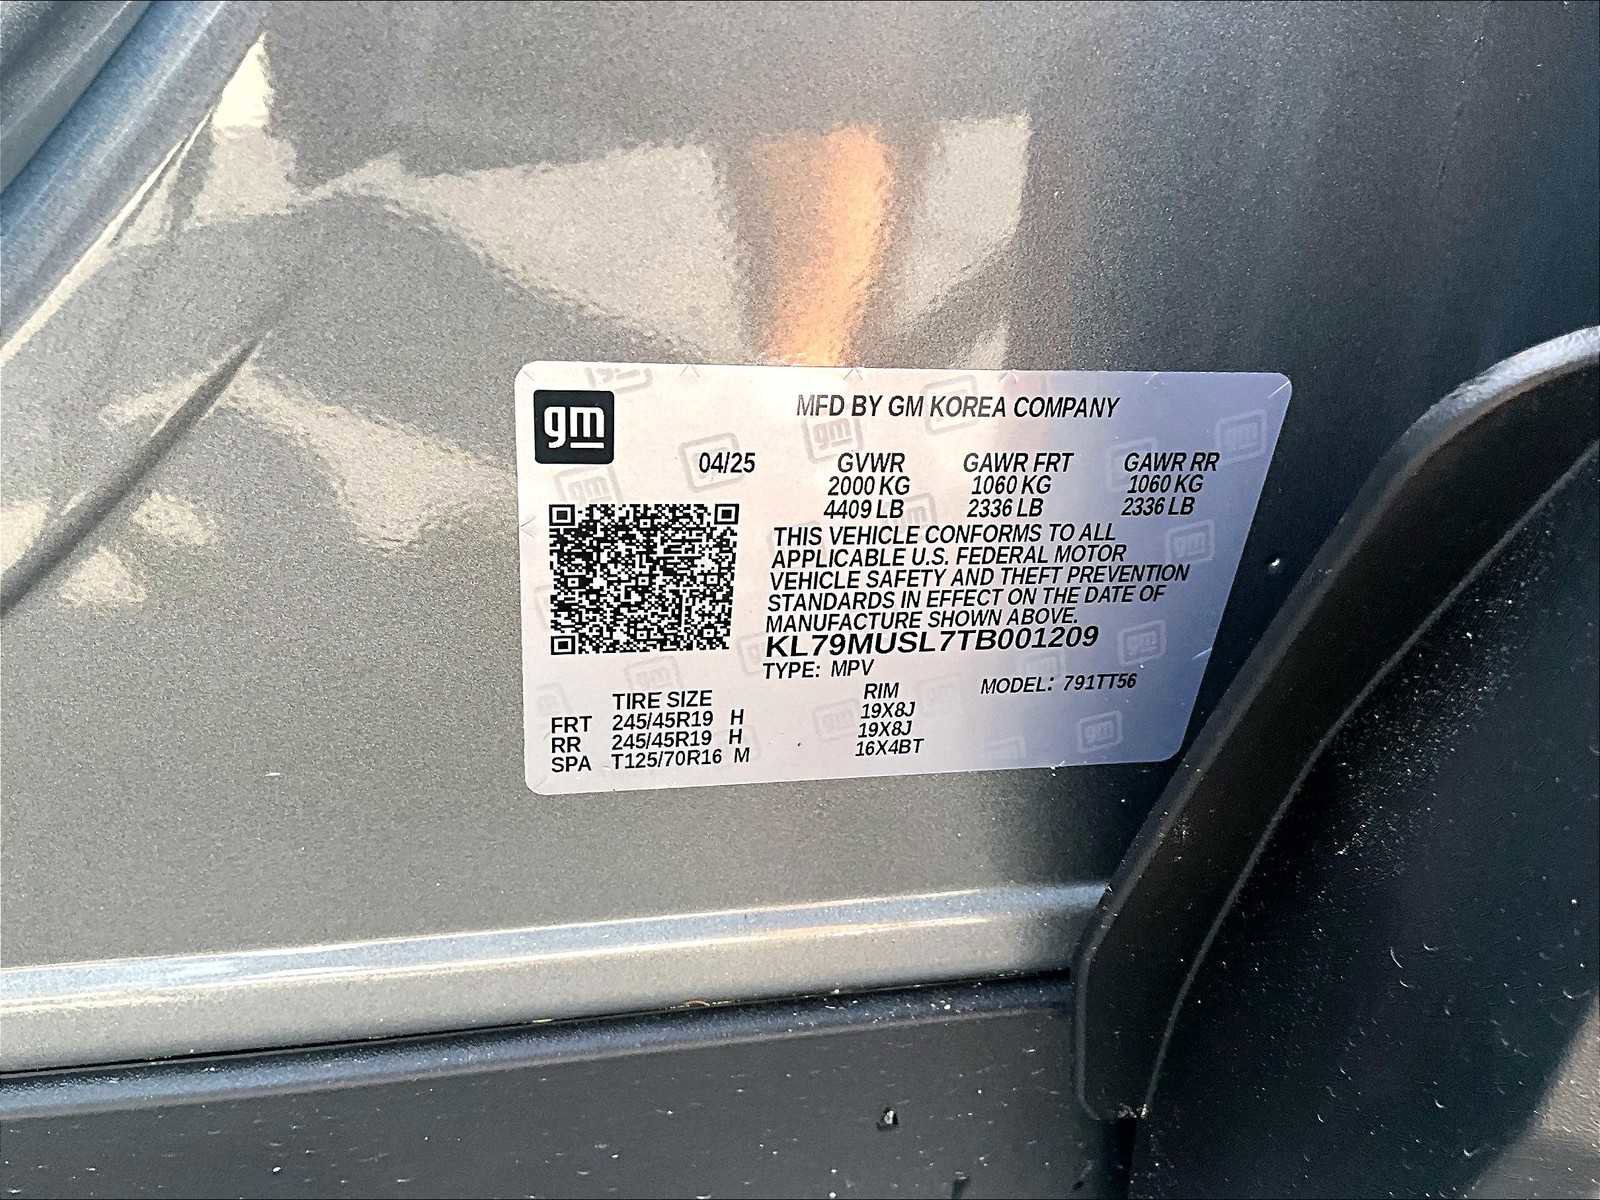 gm
MFD BY GM KOREA COMPANY
04/25 GVWR GAWR FRT GAWR RR
2000 KG 1060 KG 1060 KG
4409 LB 2336 LB 2336 LB
THIS VEHICLE CONFORMS TO ALL
APPLICABLE U.S. FEDERAL MOTOR
VEHICLE SAFETY AND THEFT PREVENTION
STANDARDS IN EFFECT ON THE DATE OF
MANUFACTURE SHOWN ABOVE.
KL79MUSL7TB001209
TYPE: MPV
MODEL: 791TT56
TIRE SIZE RIM
FRT 245/45R19 H 19X8J
RR 245/45R19 H 19X8J
SPA T125/70R16 M 16X4BT